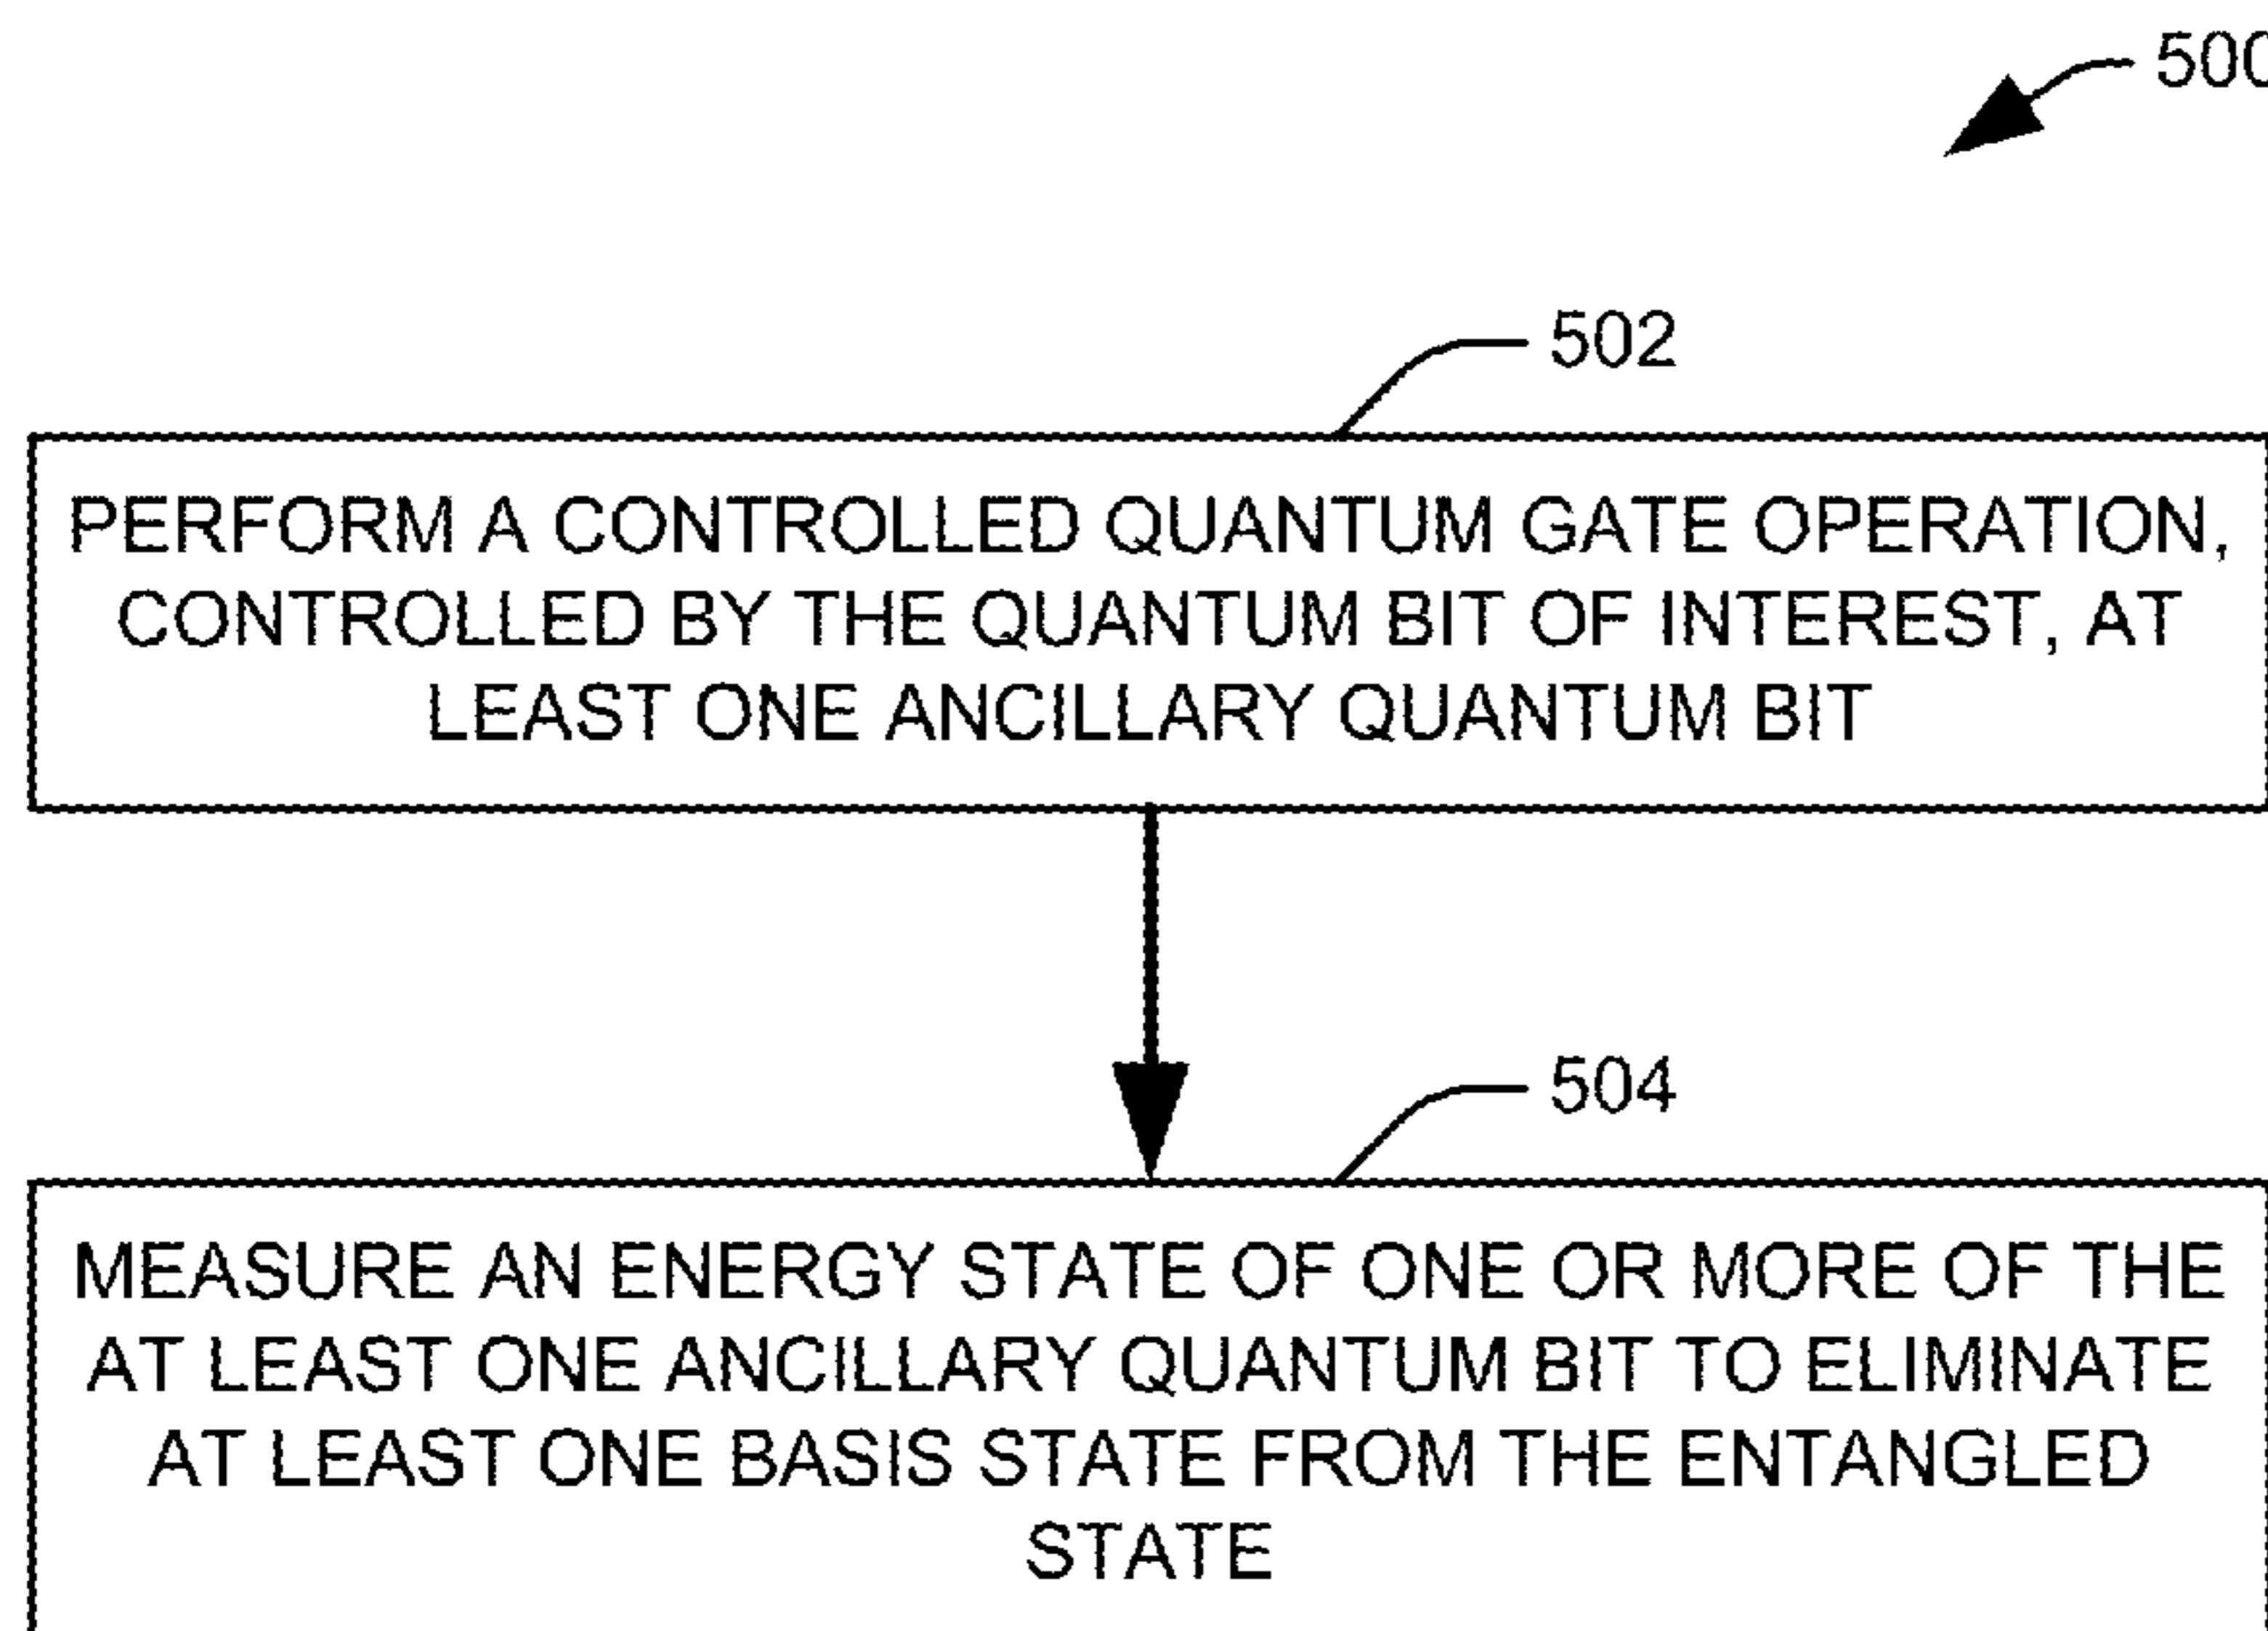 500
502
PERFORM A CONTROLLED QUANTUM GATE OPERATION,
CONTROLLED BY THE QUANTUM BIT OF INTEREST, AT
LEAST ONE ANCILLARY QUANTUM BIT
504
MEASURE AN ENERGY STATE OF ONE OR MORE OF THE
AT LEAST ONE ANCILLARY QUANTUM BIT TO ELIMINATE
AT LEAST ONE BASIS STATE FROM THE ENTANGLED
STATE